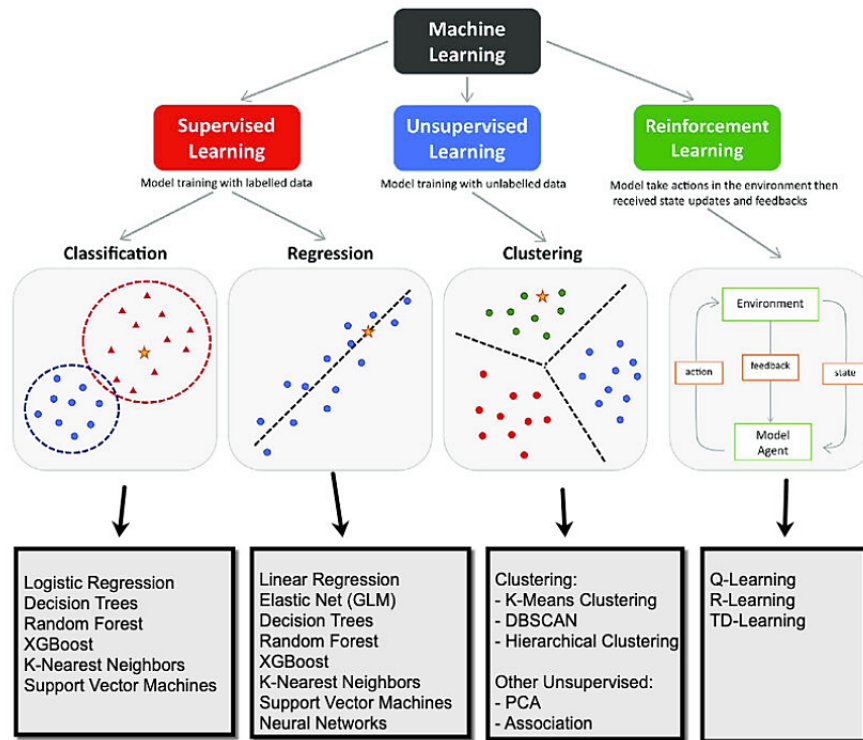 Machine
Learning
Supervised
Learning
Unsupervised
Learning
Reinforcement
Learning
Model training with labelled data
Model training with unlabelled data
Model take actions in the environment then
received state updates and feedbacks
Classification
Regression
Clustering
Environment
action
feedback
state
Model
Agent
Logistic Regression
Decision Trees
Random Forest
XGBoost
K-Nearest Neighbors
Support Vector Machines
Linear Regression
Elastic Net (GLM)
Decision Trees
Random Forest
XGBoost
K-Nearest Neighbors
Support Vector Machines
Neural Networks
Clustering:
- K-Means Clustering
- DBSCAN
- Hierarchical Clustering
Other Unsupervised:
- PCA
- Association
Q-Learning
R-Learning
TD-Learning